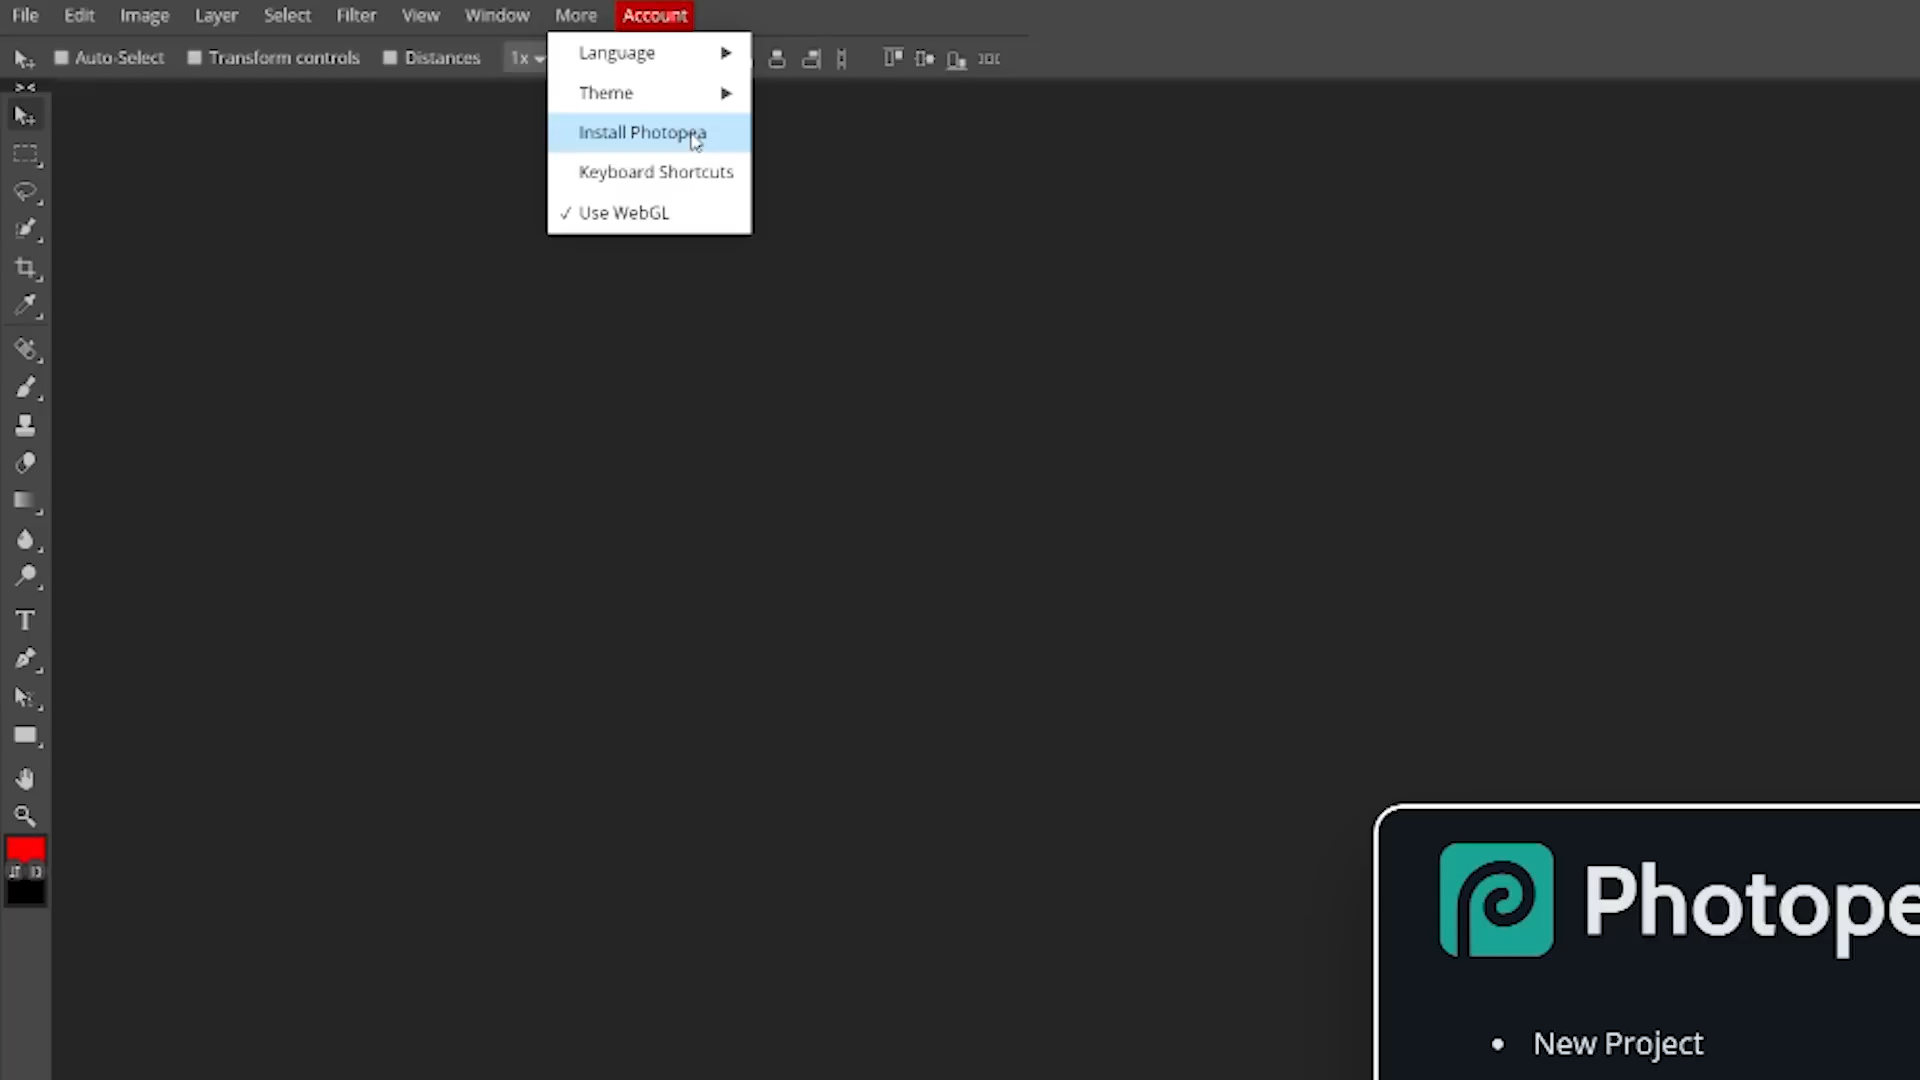 File Edit Image Layer Select Filter View Window More Account
Auto-Select Transform controls Distances 1x
Language
Theme
Install Photopea
Keyboard Shortcuts
✓ Use WebGL
Photope
• New Project